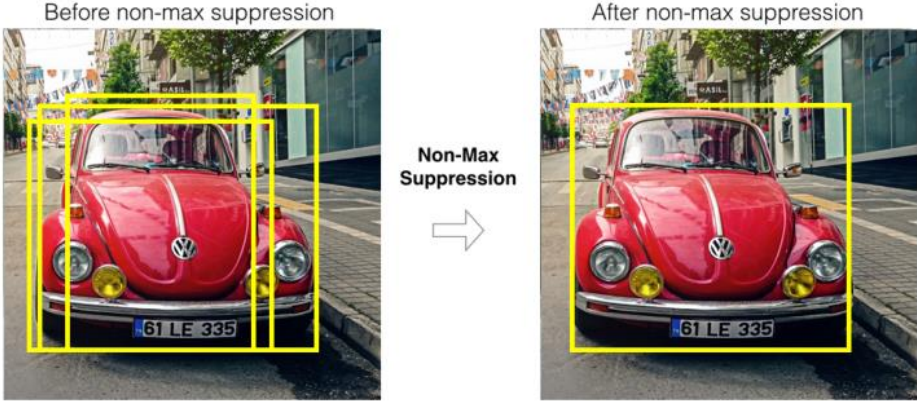 Before non-max suppression
After non-max suppression
Non-Max
Suppression
61 LE 335
61 LE 335